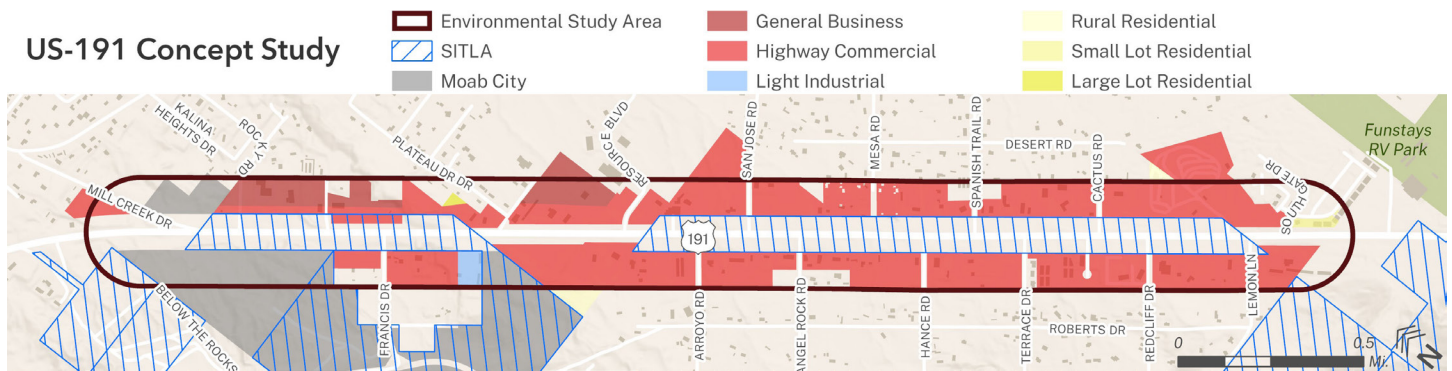 US-191 Concept Study
Environmental Study Area
SITLA
Moab City
General Business
Highway Commercial
Light Industrial
Rural Residential
Small Lot Residential
Large Lot Residential
KALINA
HEIGHTS DR
ROCKY RD
PLATEAU DR DR
RESOURCE BLVD
SAN JOSE RD
MESA RD
SPANISH TRAIL RD
DESERT RD
CACTUS RD
Funstays
RV Park
SOUTH GATE DR
MILL CREEK DR
191
BELOW THE ROCKS
FRANCIS DR
ARROYO RD
ANGEL ROCK RD
HANCE RD
TERRACE DR
ROBERTS DR
REDCLIFF DR
LEMON LN
0
0.5
Mi.
N